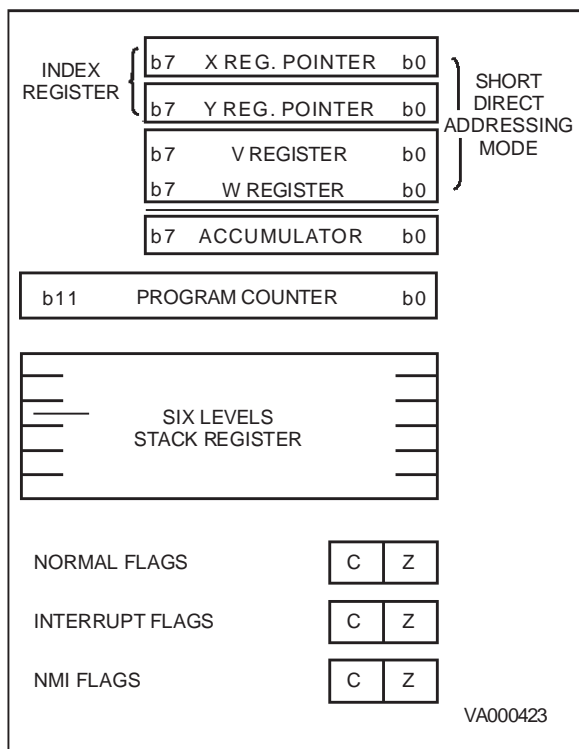 INDEX
REGISTER
b7 X REG. POINTER b0
b7 Y REG. POINTER b0
b7 V REGISTER b0
b7 W REGISTER b0
b7 ACCUMULATOR b0
SHORT
DIRECT
ADDRESSING
MODE
b11 PROGRAM COUNTER b0
SIX LEVELS
STACK REGISTER
NORMAL FLAGS C Z
INTERRUPT FLAGS C Z
NMI FLAGS C Z
VA000423